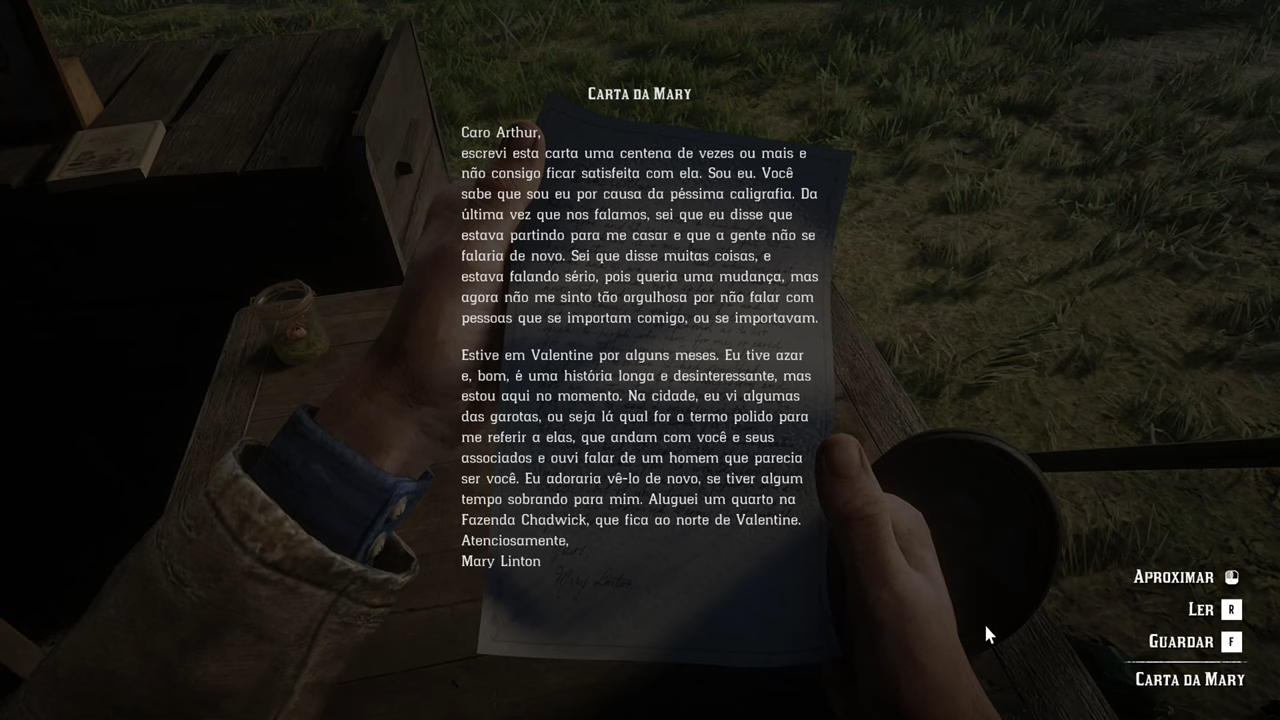 Carta da Mary
Caro Arthur,
escrevi esta carta uma centena de vezes ou mais e
não consigo ficar satisfeita com ela. Sou eu. Você
sabe que sou eu por causa da péssima caligrafia. Da
última vez que nos falamos, sei que eu disse que
estava partindo para me casar e que a gente não se
falaria de novo. Sei que disse muitas coisas, e
estava falando sério, pois queria uma mudança, mas
agora não me sinto tão orgulhosa por não falar com
pessoas que se importam comigo, ou se importavam.
Estive em Valentine por alguns meses. Eu tive azar
e, bom, é uma história longa e desinteressante, mas
estou aqui no momento. Na cidade, eu vi algumas
das garotas, ou seja lá qual for o termo polido para
me referir a elas, que andam com você e seus
associados e ouvi falar de um homem que parecia
ser você. Eu adoraria vê-lo de novo, se tiver algum
tempo sobrando para mim. Aluguei um quarto na
Fazenda Chadwick, que fica ao norte de Valentine.
Atenciosamente,
Mary Linton
Mary Linton
Aproximar
Ler R
Guardar F
Carta da Mary